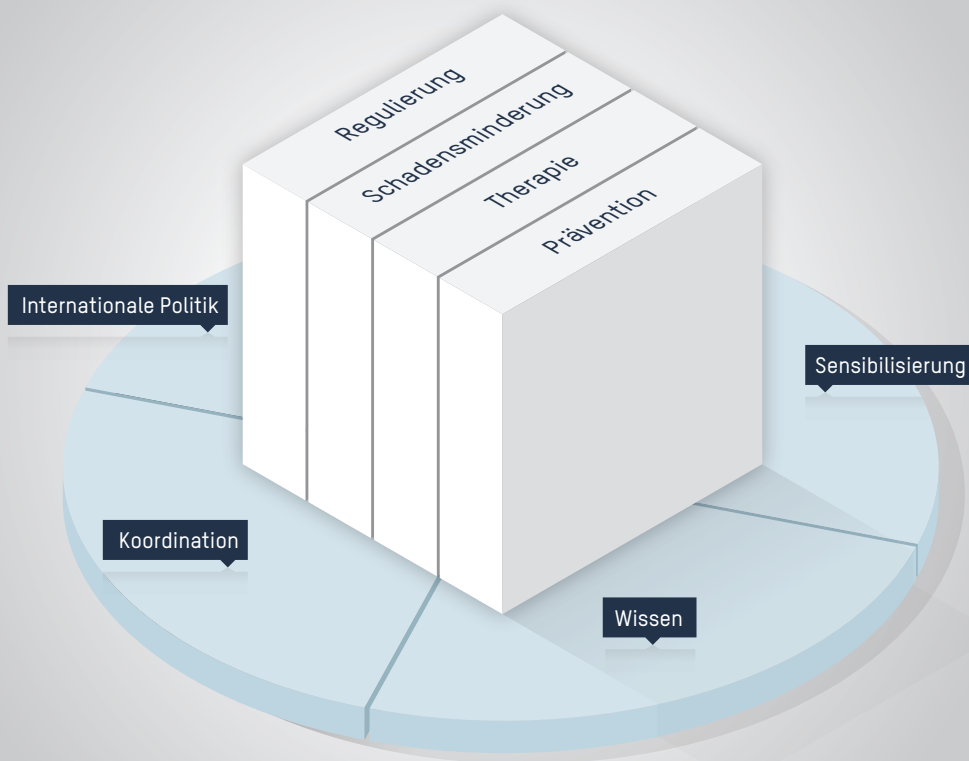 Regulierung
Schadensminderung
Therapie
Prävention
Internationale Politik
Sensibilisierung
Koordination
Wissen